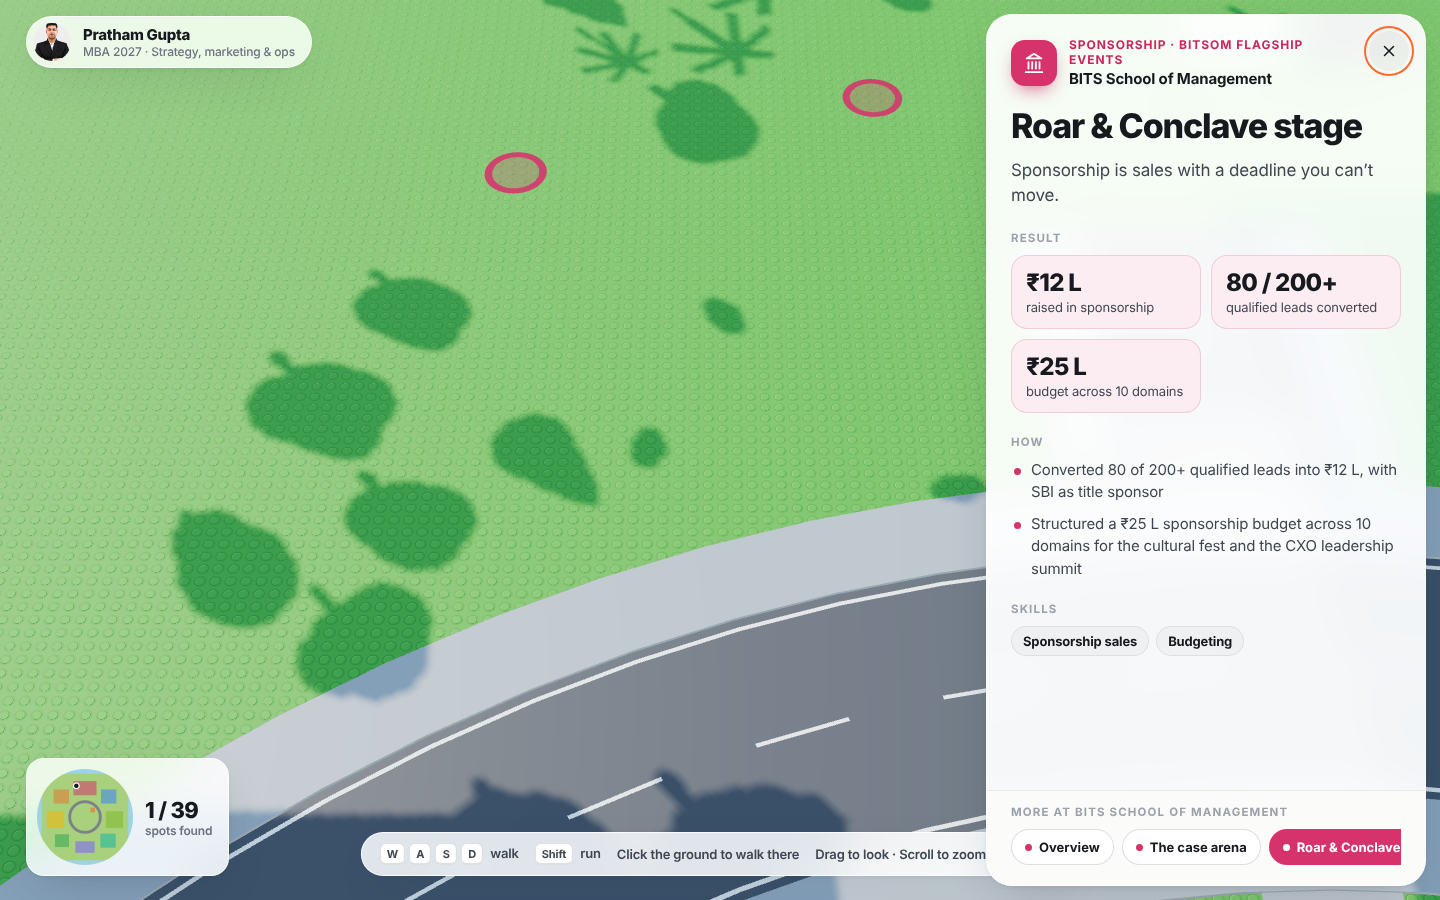 Pratham Gupta
MBA 2027 · Strategy, marketing & ops
SPONSORSHIP · BITSOM FLAGSHIP
EVENTS
BITS School of Management
Roar & Conclave stage
Sponsorship is sales with a deadline you can’t
move.
RESULT
₹12 L
raised in sponsorship
80 / 200+
qualified leads converted
₹25 L
budget across 10 domains
HOW
Converted 80 of 200+ qualified leads into ₹12 L, with
SBI as title sponsor
Structured a ₹25 L sponsorship budget across 10
domains for the cultural fest and the CXO leadership
summit
SKILLS
Sponsorship sales
Budgeting
MORE AT BITS SCHOOL OF MANAGEMENT
Overview
The case arena
Roar & Conclave
1 / 39
spots found
W A S D walk Shift run Click the ground to walk there Drag to look · Scroll to zoom